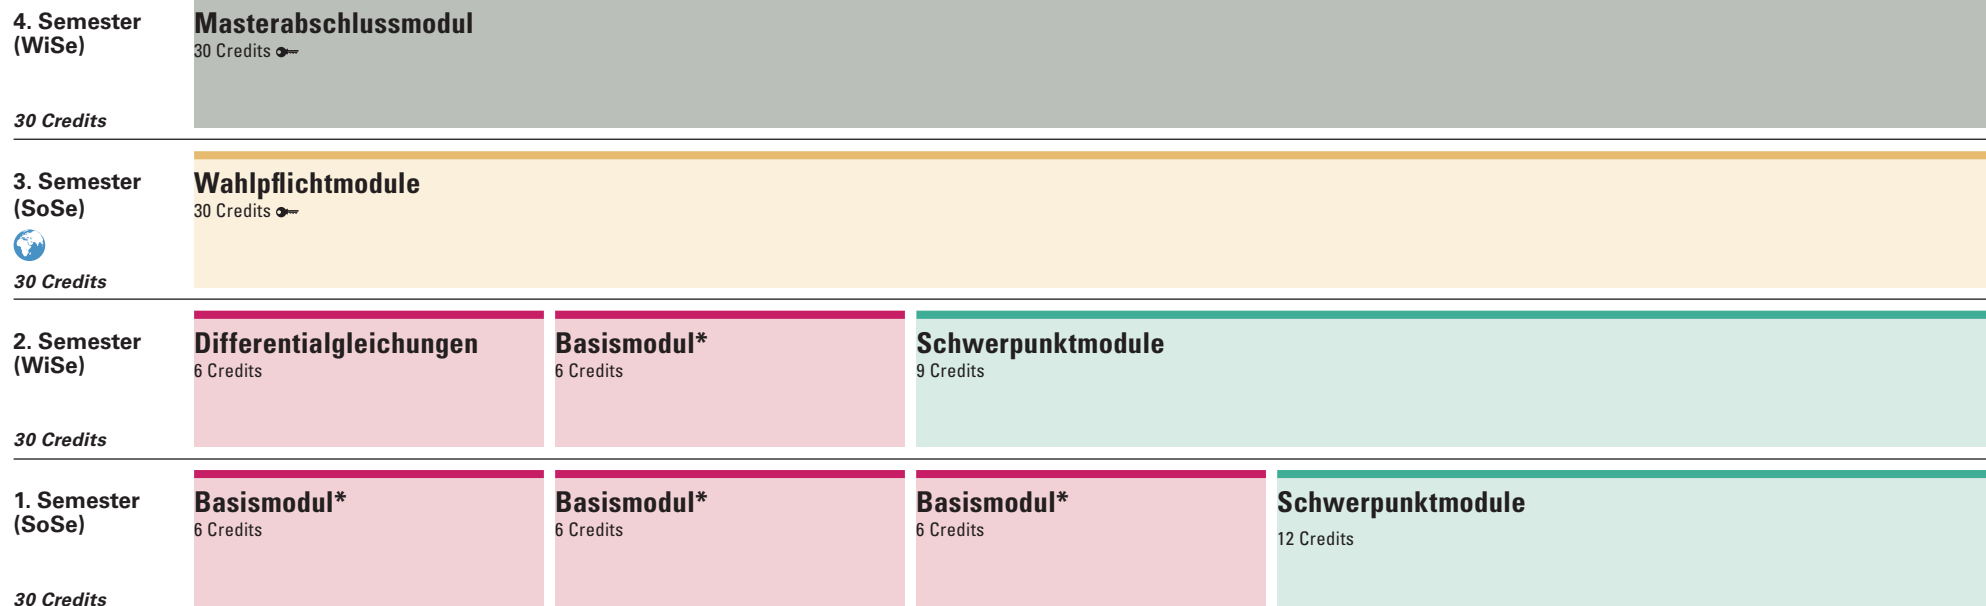 4. Semester
(WiSe)
30 Credits
Masterabschlussmodul
30 Credits
3. Semester
(SoSe)
30 Credits
Wahlpflichtmodule
30 Credits
2. Semester
(WiSe)
30 Credits
Differentialgleichungen
6 Credits
Basismodul*
6 Credits
Schwerpunktmodule
9 Credits
1. Semester
(SoSe)
30 Credits
Basismodul*
6 Credits
Basismodul*
6 Credits
Basismodul*
6 Credits
Schwerpunktmodule
12 Credits